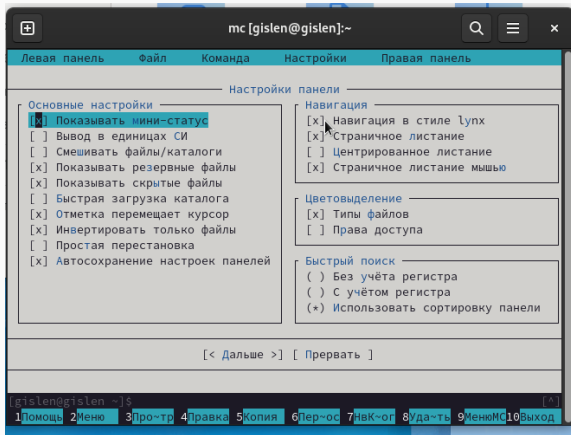 mc [gislen@gislen]:~
Левая панель Файл Команда Настройки Правая панель
Настройки панели
Основные настройки
[x] Показывать мини-статус
[ ] Вывод в единицах СИ
[ ] Смешивать файлы/каталоги
[x] Показывать резервные файлы
[x] Показывать скрытые файлы
[ ] Быстрая загрузка каталога
[x] Отметка перемещает курсор
[x] Инвертировать только файлы
[ ] Простая перестановка
[x] Автосохранение настроек панелей
Навигация
[x] Навигация в стиле lynx
[x] Страничное листание
[ ] Центрированное листание
[x] Страничное листание мышью
Цветовыделение
[x] Типы файлов
[ ] Права доступа
Быстрый поиск
( ) Без учёта регистра
( ) С учётом регистра
(*) Использовать сортировку панели
[< Дальше >] [ Прервать ]
[gislen@gislen ~]$ [^]
1Помощь 2Меню 3Про~тр 4Правка 5Копия 6Пер~ос 7НвК~ог 8Уда~ть 9МенюMC 10Выход